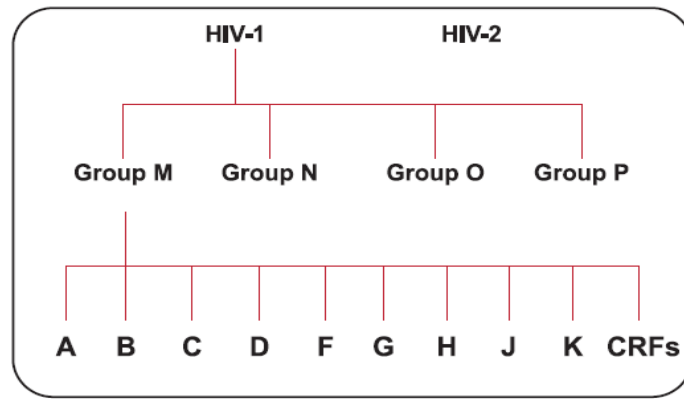 HIV-1 HIV-2
Group M Group N Group O Group P
A B C D F G H J K CRFs